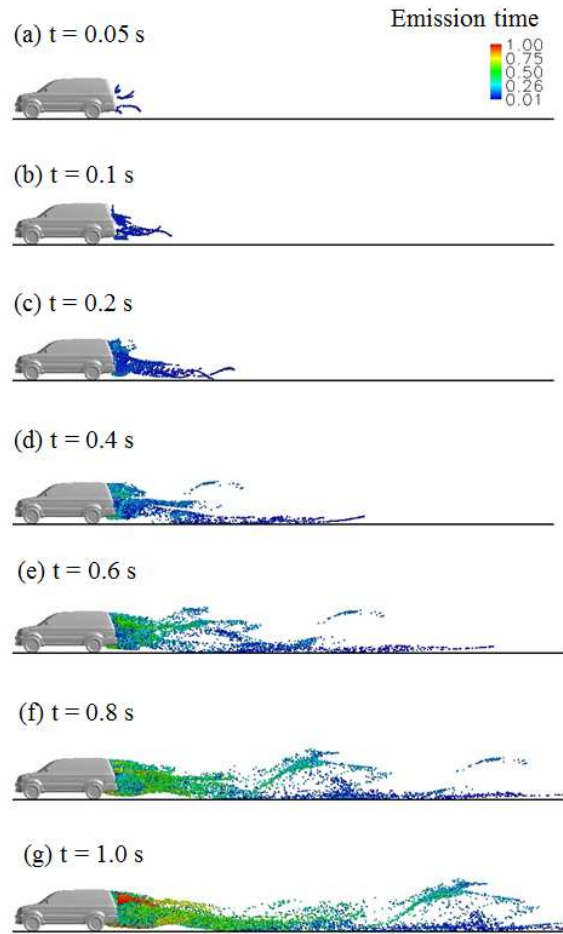 Emission time
(a) t = 0.05 s
1.00
0.75
0.50
0.26
0.01
(b) t = 0.1 s
(c) t = 0.2 s
(d) t = 0.4 s
(e) t = 0.6 s
(f) t = 0.8 s
(g) t = 1.0 s